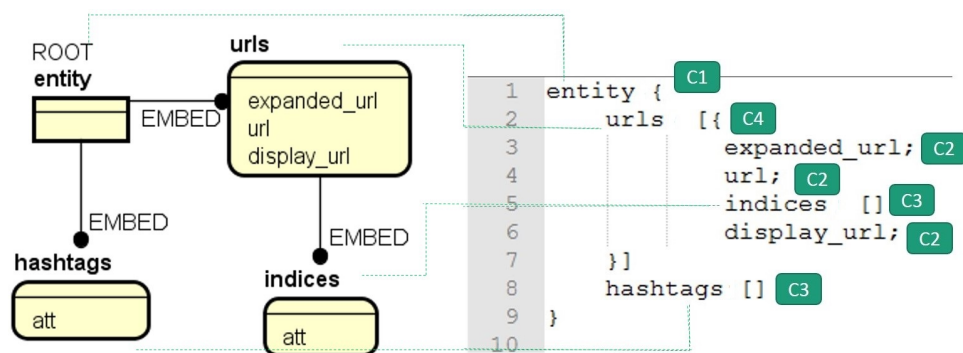 ROOT
entity
EMBED
urls
expanded_url
url
display_url
EMBED
hashtags
att
EMBED
indices
att
1 entity { C1
2 urls [{ C4
3 expanded_url; C2
4 url; C2
5 indices [] C3
6 display_url; C2
7 }]
8 hashtags [] C3
9 }
10